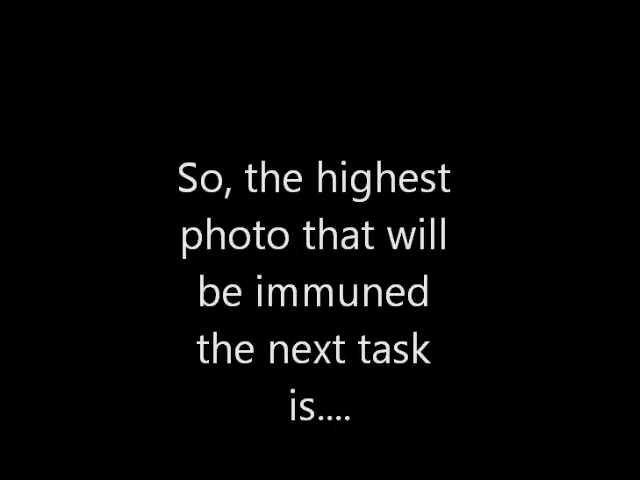 So, the highest
photo that will
be immuned
the next task
is....